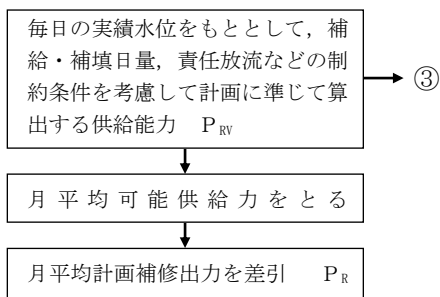 毎日の実績水位をもととして，補
給・補填日量，責任放流などの制
約条件を考慮して計画に準じて算
出する供給能力　P RV
③
月平均可能供給力をとる
月平均計画補修出力を差引　P R